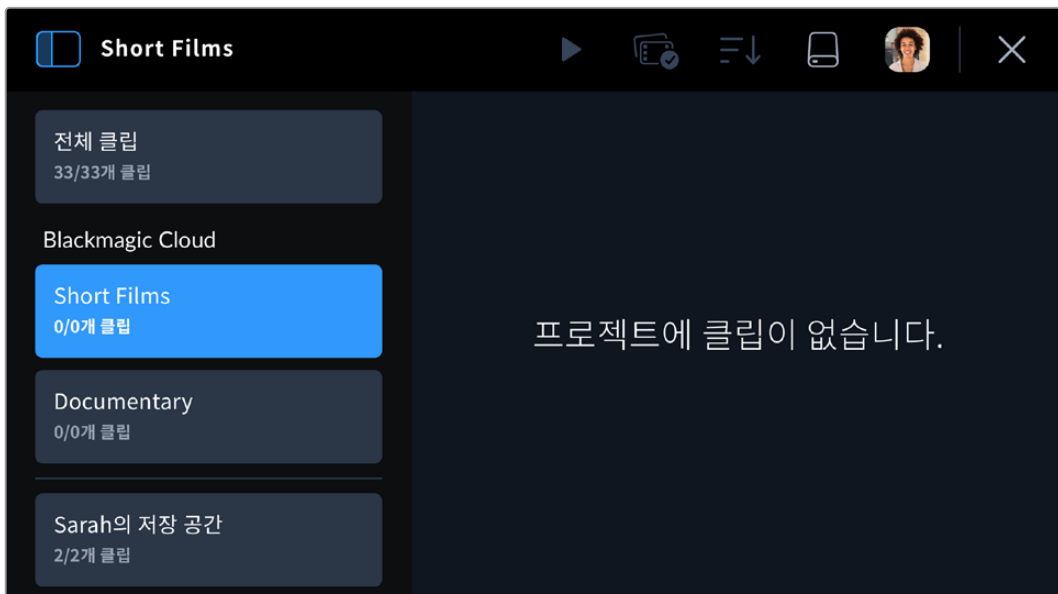 Short Films
전체 클립
33/33개 클립
Blackmagic Cloud
Short Films
0/0개 클립
Documentary
0/0개 클립
Sarah의 저장 공간
2/2개 클립
프로젝트에 클립이 없습니다.